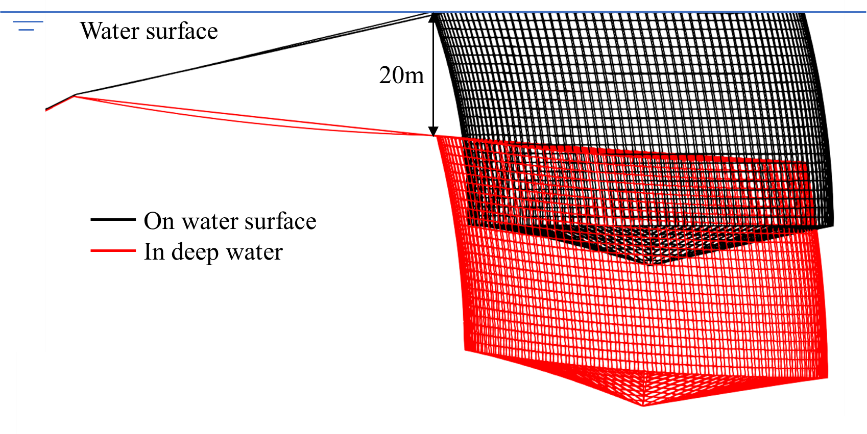 Water surface
20m
On water surface
In deep water